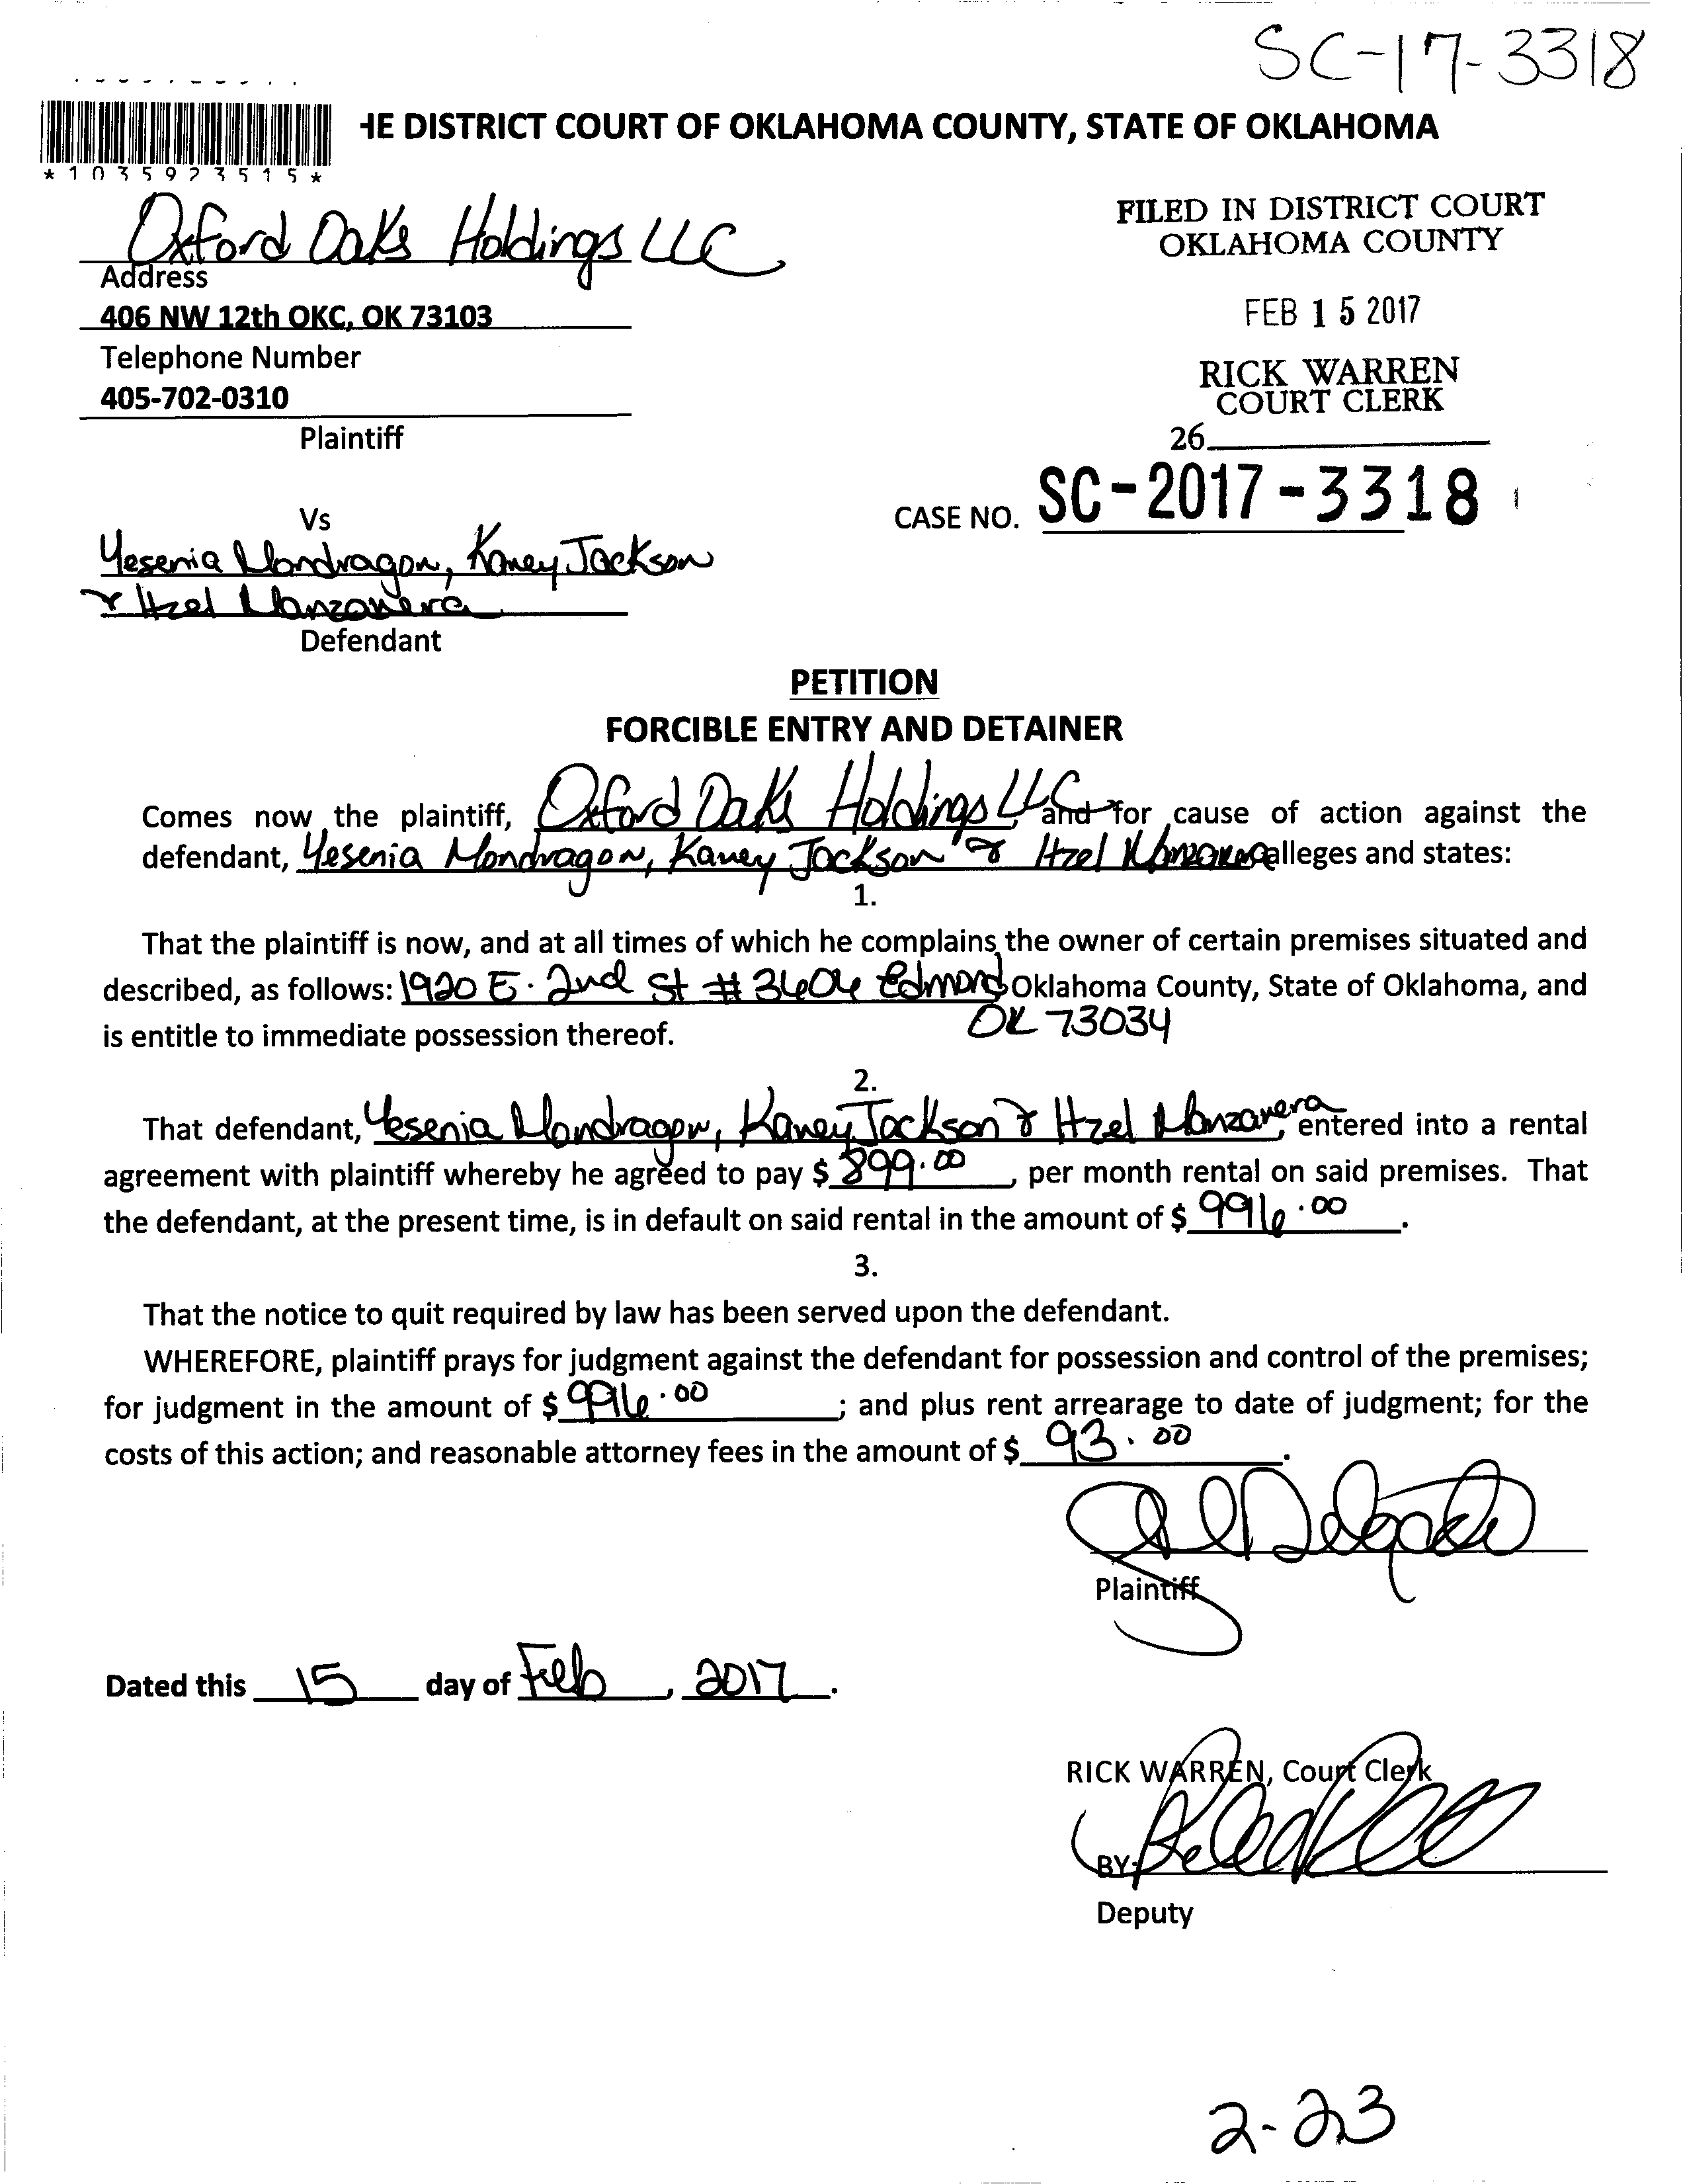 SC-17-3318
HE DISTRICT COURT OF OKLAHOMA COUNTY, STATE OF OKLAHOMA
*1035923515*
Oxford Oaks Holdings LLC
Address
406 NW 12th OKC, OK 73103
Telephone Number
405-702-0310
Plaintiff
FILED IN DISTRICT COURT
OKLAHOMA COUNTY
FEB 15 2017
RICK WARREN
COURT CLERK
26
CASE NO. SC-2017-3318
Vs
Yesenia Mondragon, Kaney Jackson
& Itzel Manzanera
Defendant
PETITION
FORCIBLE ENTRY AND DETAINER
Comes now the plaintiff, Oxford Oaks Holdings LLC, and for cause of action against the
defendant, Yesenia Mondragon, Kaney Jackson & Itzel Manzanera alleges and states:
1.
That the plaintiff is now, and at all times of which he complains the owner of certain premises situated and
described, as follows: 1920 E. 2nd St # 3604 Edmond Oklahoma County, State of Oklahoma, and
OK 73034
is entitle to immediate possession thereof.
2.
That defendant, Yesenia Mondragon, Kaney Jackson & Itzel Manzanera, entered into a rental
agreement with plaintiff whereby he agreed to pay $ 899.00, per month rental on said premises. That
the defendant, at the present time, is in default on said rental in the amount of $ 996.00.
3.
That the notice to quit required by law has been served upon the defendant.
WHEREFORE, plaintiff prays for judgment against the defendant for possession and control of the premises;
for judgment in the amount of $ 996.00; and plus rent arrearage to date of judgment; for the
costs of this action; and reasonable attorney fees in the amount of $ 93.00.
Plaintiff
Dated this 15 day of Feb, 2017.
RICK WARREN, Court Clerk
BY:
Deputy
2-23